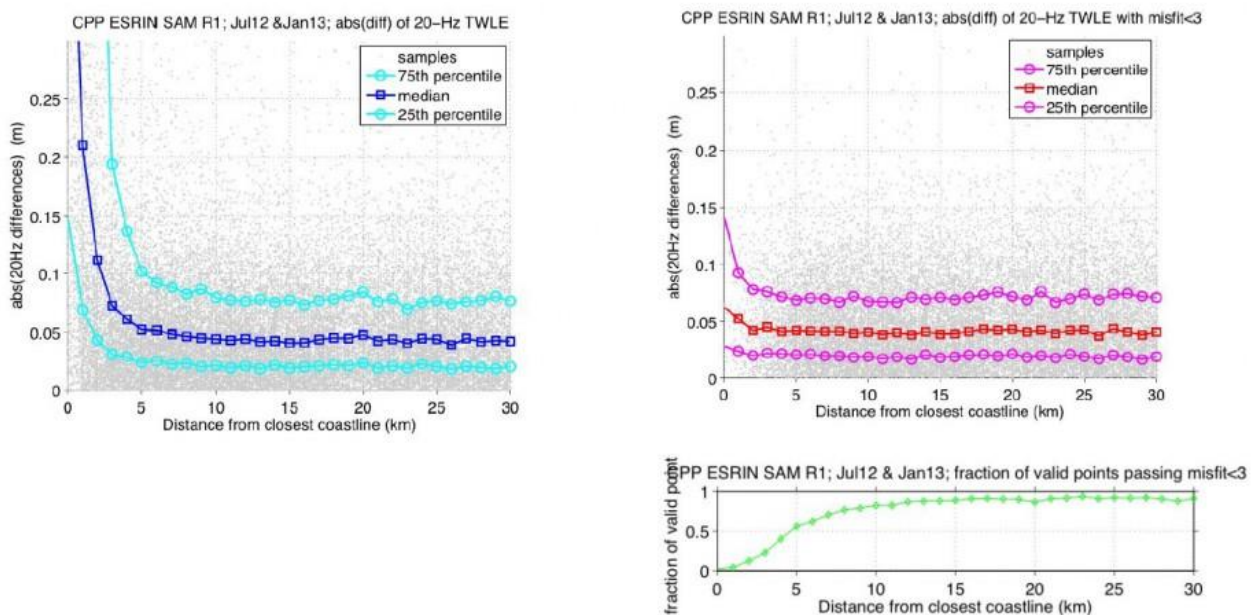 CPP ESRIN SAM R1; Jul12 &Jan13; abs(diff) of 20-Hz TWLE
samples
75th percentile
median
25th percentile
abs(20Hz differences) (m)
0.25
0.2
0.15
0.1
0.05
0
0 5 10 15 20 25 30
Distance from closest coastline (km)
CPP ESRIN SAM R1; Jul12 & Jan13; abs(diff) of 20-Hz TWLE with misfit<3
samples
75th percentile
median
25th percentile
abs(20Hz differences) (m)
0.25
0.2
0.15
0.1
0.05
0
0 5 10 15 20 25 30
Distance from closest coastline (km)
CPP ESRIN SAM R1; Jul12 & Jan13; fraction of valid points passing misfit<3
fraction of valid point
1
0.5
0
0 5 10 15 20 25 30
Distance from closest coastline (km)